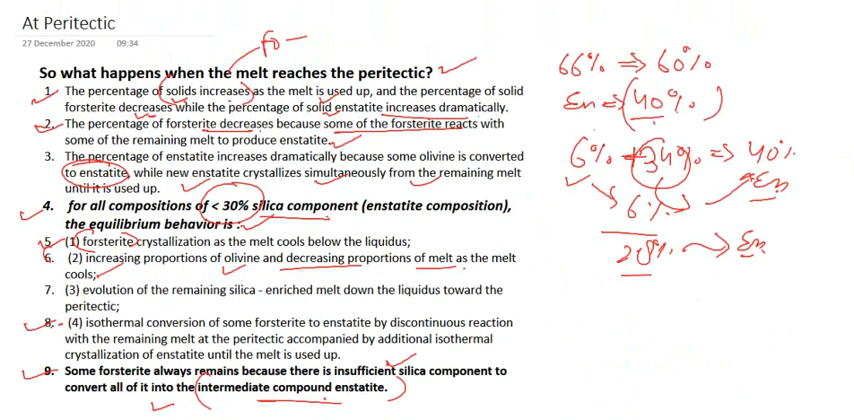 At Peritectic
27 December 2020 09:34
fo —
So what happens when the melt reaches the peritectic?
1. The percentage of solids increases as the melt is used up, and the percentage of solid
forsterite decreases while the percentage of solid enstatite increases dramatically.
2. The percentage of forsterite decreases because some of the forsterite reacts with
some of the remaining melt to produce enstatite.
3. The percentage of enstatite increases dramatically because some olivine is converted
to enstatite, while new enstatite crystallizes simultaneously from the remaining melt
until it is used up.
4. for all compositions of < 30% silica component (enstatite composition),
the equilibrium behavior is :-
5. (1) forsterite crystallization as the melt cools below the liquidus;
6. (2) increasing proportions of olivine and decreasing proportions of melt as the melt
cools;
7. (3) evolution of the remaining silica - enriched melt down the liquidus toward the
peritectic;
8. - (4) isothermal conversion of some forsterite to enstatite by discontinuous reaction
with the remaining melt at the peritectic accompanied by additional isothermal
crystallization of enstatite until the melt is used up.
9. Some forsterite always remains because there is insufficient silica component to
convert all of it into the intermediate compound enstatite.
66% ⇒ 60%
En ⇒ (40%)
6% + 34% ⇒ 40%
6% → En
28% → En